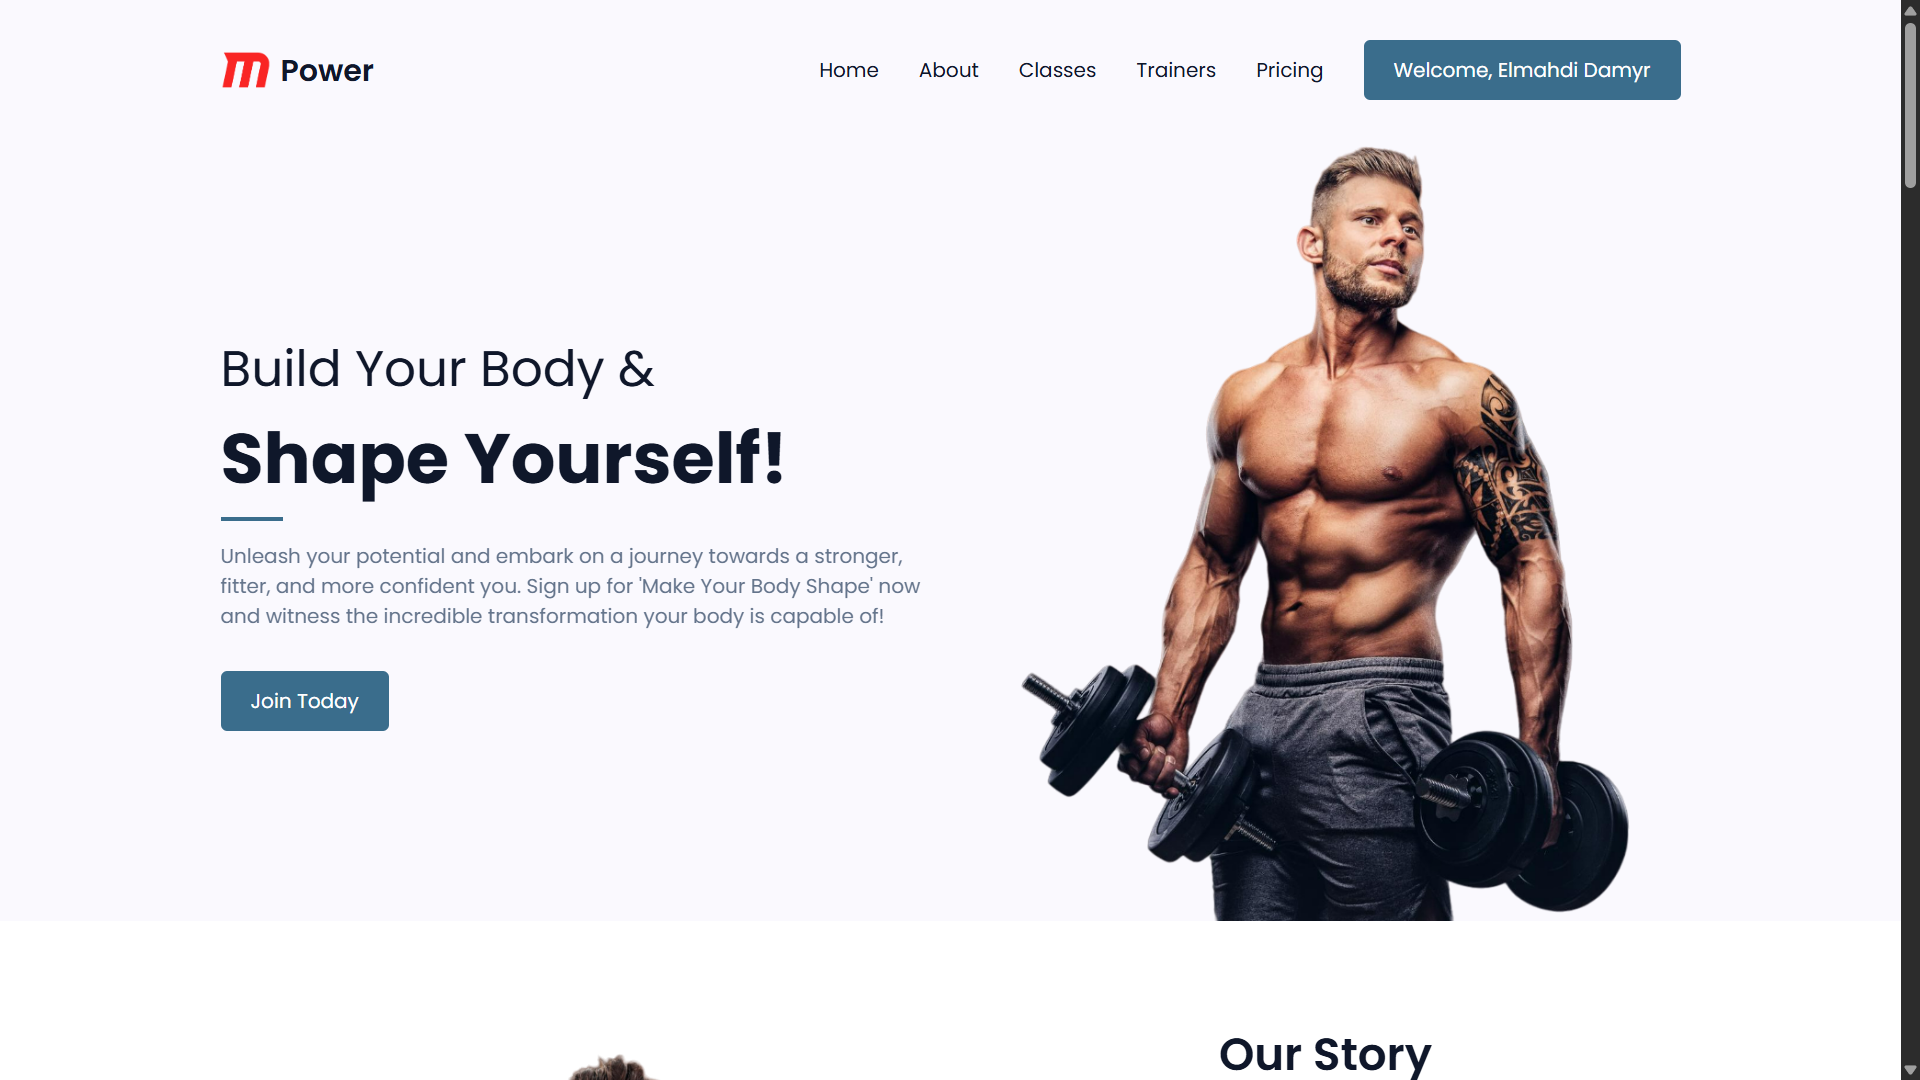 m Power
Home
About
Classes
Trainers
Pricing
Welcome, Elmahdi Damyr
Build Your Body &
Shape Yourself!
Unleash your potential and embark on a journey towards a stronger,
fitter, and more confident you. Sign up for 'Make Your Body Shape' now
and witness the incredible transformation your body is capable of!
Join Today
Our Story